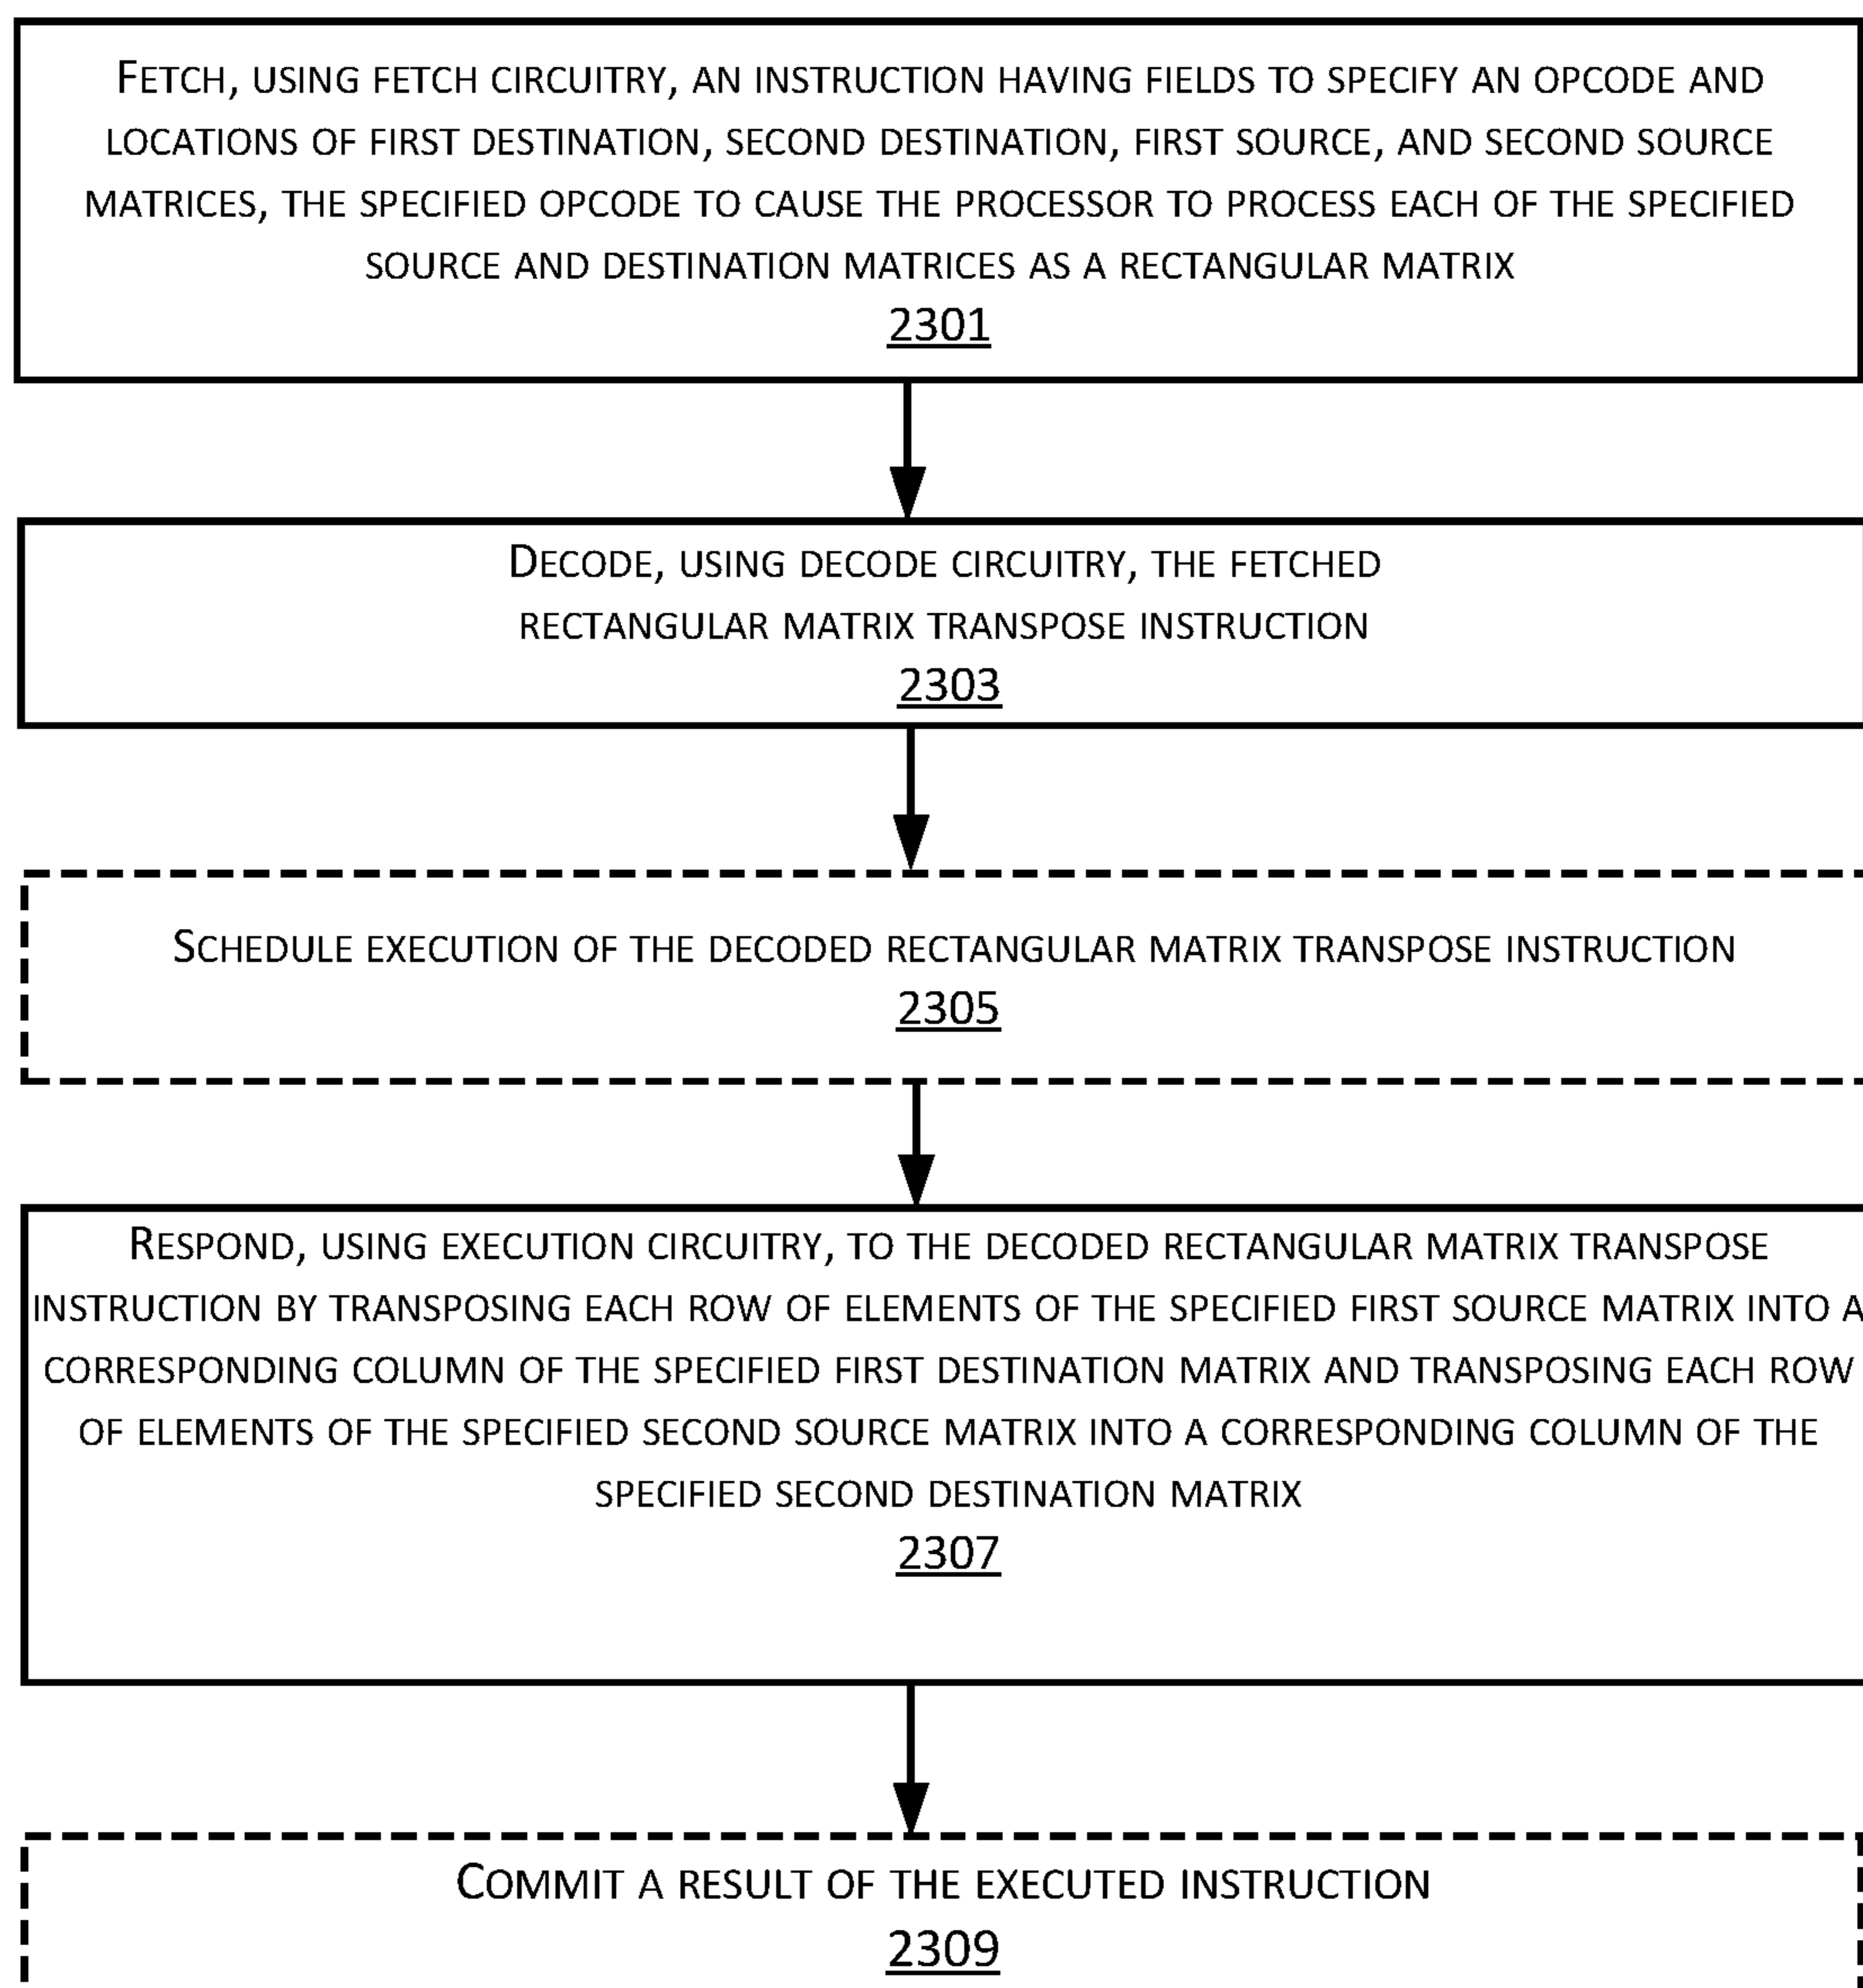 FETCH, USING FETCH CIRCUITRY, AN INSTRUCTION HAVING FIELDS TO SPECIFY AN OPCODE AND
LOCATIONS OF FIRST DESTINATION, SECOND DESTINATION, FIRST SOURCE, AND SECOND SOURCE
MATRICES, THE SPECIFIED OPCODE TO CAUSE THE PROCESSOR TO PROCESS EACH OF THE SPECIFIED
SOURCE AND DESTINATION MATRICES AS A RECTANGULAR MATRIX
2301
DECODE, USING DECODE CIRCUITRY, THE FETCHED
RECTANGULAR MATRIX TRANSPOSE INSTRUCTION
2303
SCHEDULE EXECUTION OF THE DECODED RECTANGULAR MATRIX TRANSPOSE INSTRUCTION
2305
RESPOND, USING EXECUTION CIRCUITRY, TO THE DECODED RECTANGULAR MATRIX TRANSPOSE
INSTRUCTION BY TRANSPOSING EACH ROW OF ELEMENTS OF THE SPECIFIED FIRST SOURCE MATRIX INTO A
CORRESPONDING COLUMN OF THE SPECIFIED FIRST DESTINATION MATRIX AND TRANSPOSING EACH ROW
OF ELEMENTS OF THE SPECIFIED SECOND SOURCE MATRIX INTO A CORRESPONDING COLUMN OF THE
SPECIFIED SECOND DESTINATION MATRIX
2307
COMMIT A RESULT OF THE EXECUTED INSTRUCTION
2309